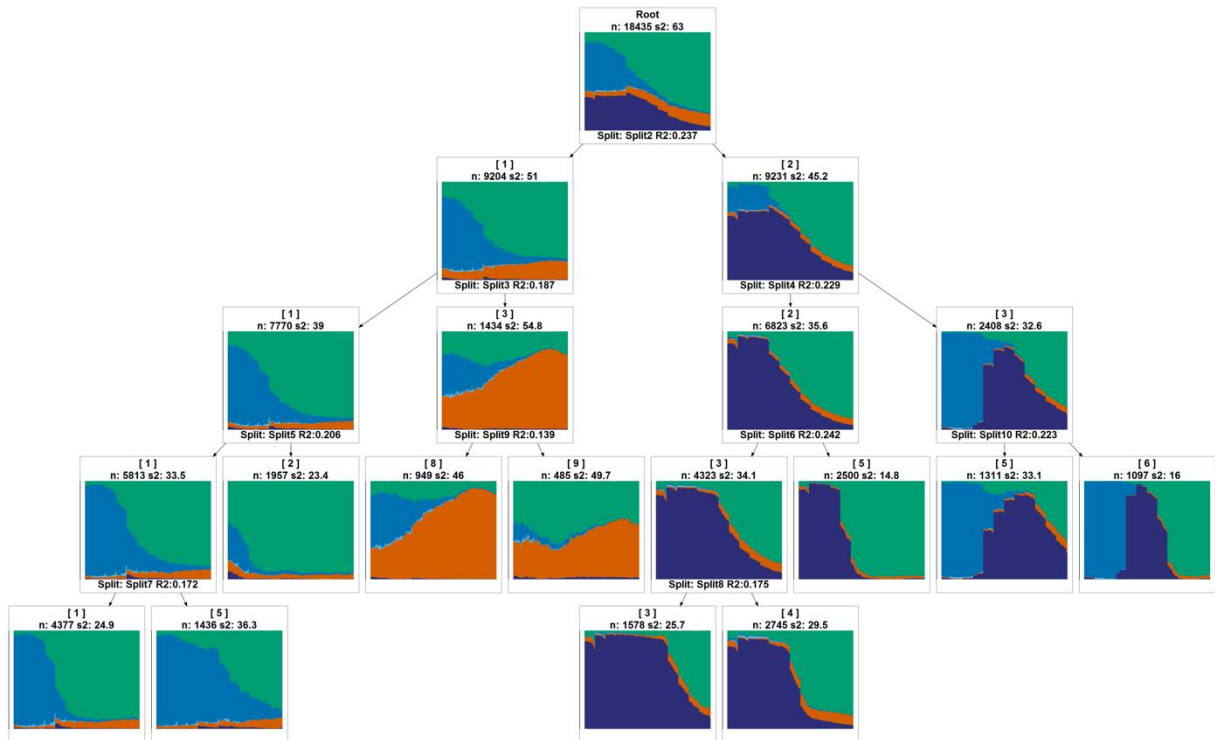 Root
n: 18435 s2: 63
Split: Split2 R2:0.237
[ 1 ]
n: 9204 s2: 51
Split: Split3 R2:0.187
[ 2 ]
n: 9231 s2: 45.2
Split: Split4 R2:0.229
[ 1 ]
n: 7770 s2: 39
Split: Split5 R2:0.206
[ 3 ]
n: 1434 s2: 54.8
Split: Split9 R2:0.139
[ 2 ]
n: 6823 s2: 35.6
Split: Split6 R2:0.242
[ 3 ]
n: 2408 s2: 32.6
Split: Split10 R2:0.223
[ 1 ]
n: 5813 s2: 33.5
Split: Split7 R2:0.172
[ 2 ]
n: 1957 s2: 23.4
[ 8 ]
n: 949 s2: 46
[ 9 ]
n: 485 s2: 49.7
[ 3 ]
n: 4323 s2: 34.1
Split: Split8 R2:0.175
[ 5 ]
n: 2500 s2: 14.8
[ 5 ]
n: 1311 s2: 33.1
[ 6 ]
n: 1097 s2: 16
[ 1 ]
n: 4377 s2: 24.9
[ 5 ]
n: 1436 s2: 36.3
[ 3 ]
n: 1578 s2: 25.7
[ 4 ]
n: 2745 s2: 29.5